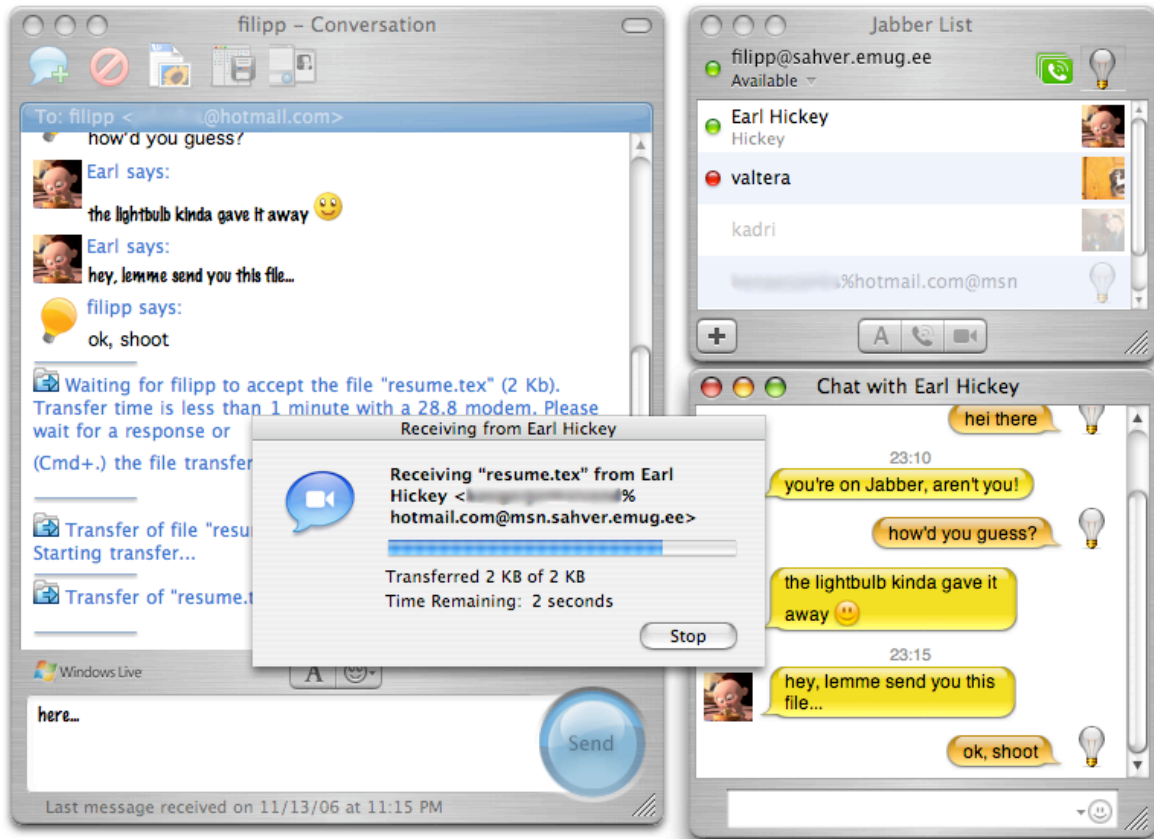 filipp – Conversation
To: filipp < @hotmail.com>
how'd you guess?
Earl says:
the lightbulb kinda gave it away
Earl says:
hey, lemme send you this file...
filipp says:
ok, shoot
Waiting for filipp to accept the file "resume.tex" (2 Kb).
Transfer time is less than 1 minute with a 28.8 modem. Please
wait for a response or
(Cmd+.) the file transfer
Transfer of file
Starting transfer...
Transfer of
Windows Live
A
here...
Send
Last message received on 11/13/06 at 11:15 PM
Receiving from Earl Hickey
Receiving "resume.tex" from Earl
Hickey < %
hotmail.com@msn.sahver.emug.ee>
Transferred 2 KB of 2 KB
Time Remaining: 2 seconds
Stop
Jabber List
filipp@sahver.emug.ee
Available
Earl Hickey
Hickey
valtera
kadri
%hotmail.com@msn
A
Chat with Earl Hickey
hei there
23:10
you're on Jabber, aren't you!
how'd you guess?
the lightbulb kinda gave it
away
23:15
hey, lemme send you this
file...
ok, shoot